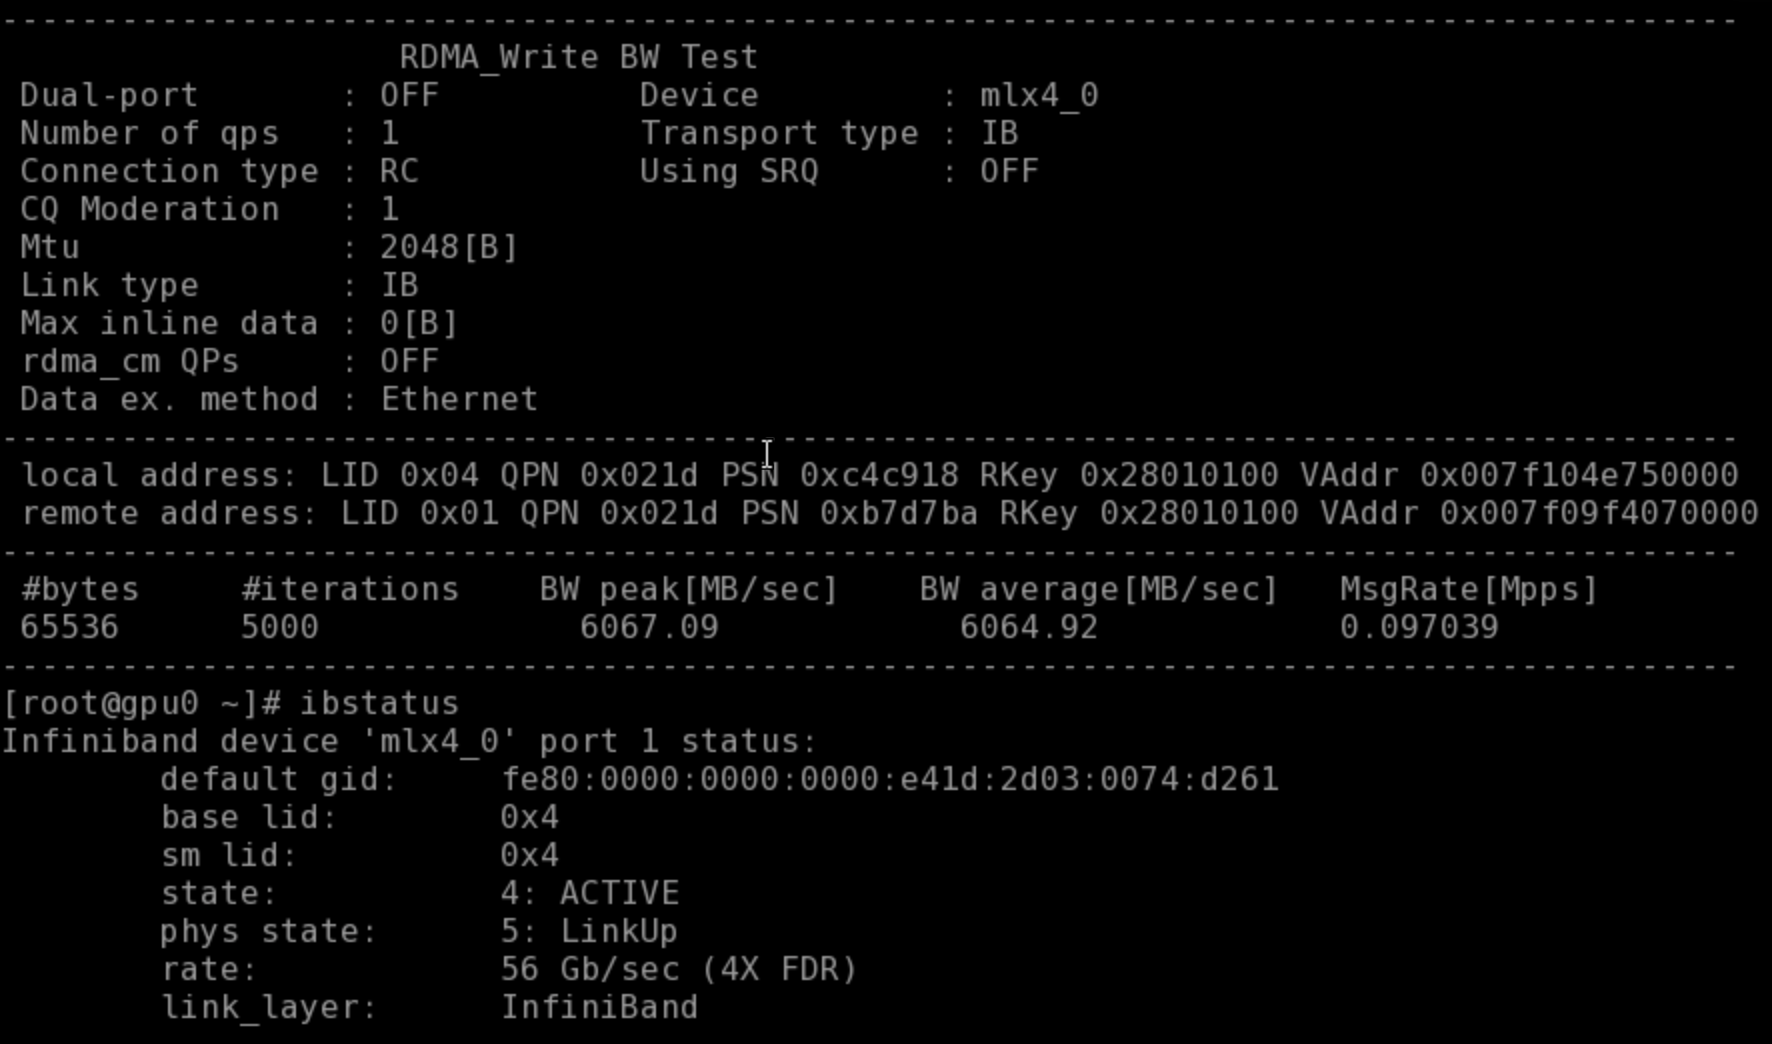 ---------------------------------------------------------------------------------------
                    RDMA_Write BW Test
 Dual-port       : OFF          Device         : mlx4_0
 Number of qps   : 1            Transport type : IB
 Connection type : RC           Using SRQ      : OFF
 CQ Moderation   : 1
 Mtu             : 2048[B]
 Link type       : IB
 Max inline data : 0[B]
 rdma_cm QPs     : OFF
 Data ex. method : Ethernet
---------------------------------------------------------------------------------------
 local address: LID 0x04 QPN 0x021d PSN 0xc4c918 RKey 0x28010100 VAddr 0x007f104e750000
 remote address: LID 0x01 QPN 0x021d PSN 0xb7d7ba RKey 0x28010100 VAddr 0x007f09f4070000
---------------------------------------------------------------------------------------
 #bytes     #iterations    BW peak[MB/sec]    BW average[MB/sec]   MsgRate[Mpps]
 65536      5000             6067.09            6064.92            0.097039
---------------------------------------------------------------------------------------
[root@gpu0 ~]# ibstatus
Infiniband device 'mlx4_0' port 1 status:
        default gid:     fe80:0000:0000:0000:e41d:2d03:0074:d261
        base lid:        0x4
        sm lid:          0x4
        state:           4: ACTIVE
        phys state:      5: LinkUp
        rate:            56 Gb/sec (4X FDR)
        link_layer:      InfiniBand